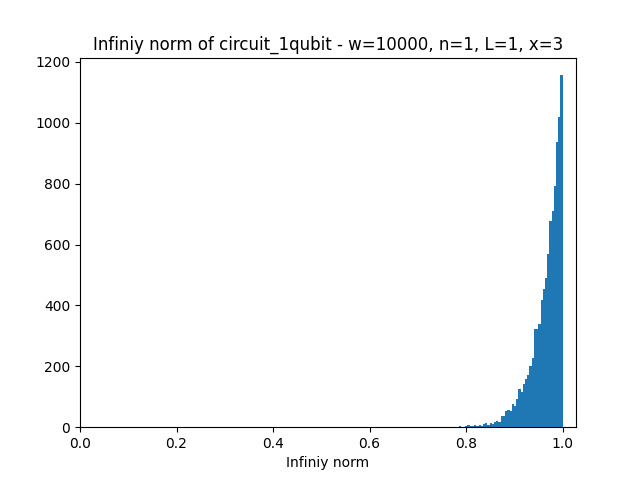 Infiniy norm of circuit_1qubit - w=10000, n=1, L=1, x=3
1200
1000
800
600
400
200
0
0.0 0.2 0.4 0.6 0.8 1.0
Infiniy norm